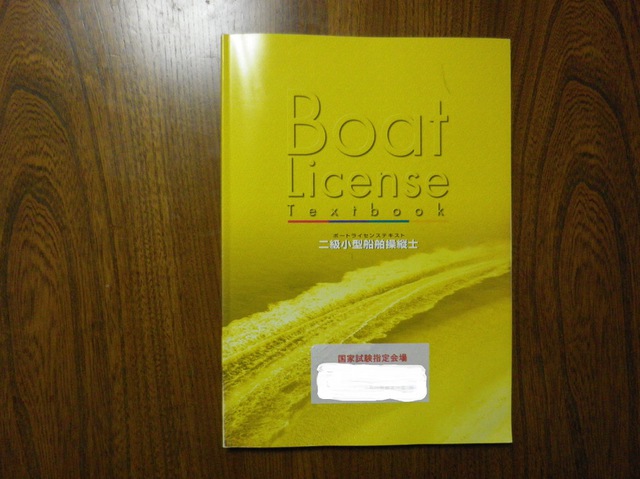 Boat
License
Textbook
ボートライセンステキスト
二級小型船舶操縦士
国家試験指定会場